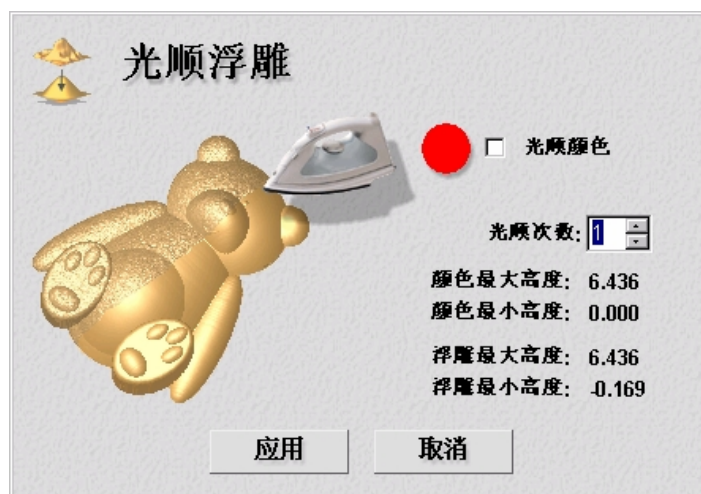 光顺浮雕
光顺颜色
光顺次数: 1
颜色最大高度: 6.436
颜色最小高度: 0.000
浮雕最大高度: 6.436
浮雕最小高度: -0.169
应用 取消